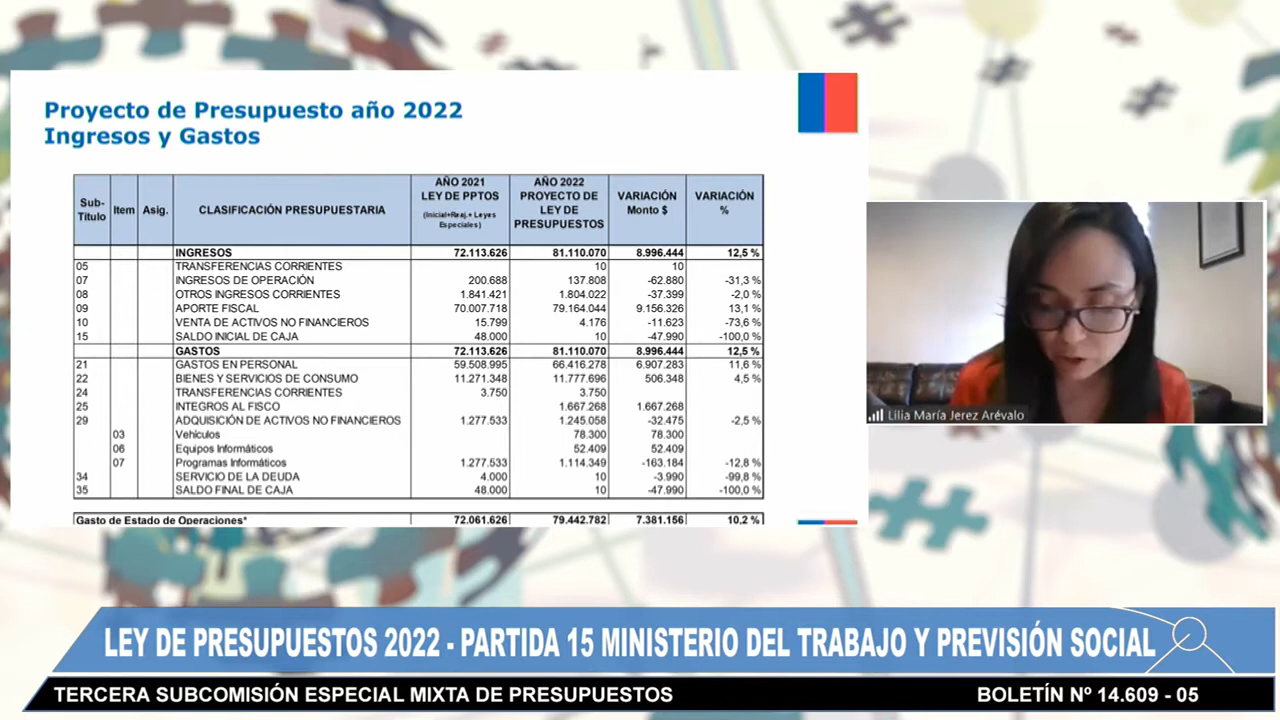 Proyecto de Presupuesto año 2022
Ingresos y Gastos
Sub-Título Item Asig. CLASIFICACIÓN PRESUPUESTARIA AÑO 2021 LEY DE PPTOS (Inicial+Reaj.+ Leyes Especiales) AÑO 2022 PROYECTO DE LEY DE PRESUPUESTOS VARIACIÓN Monto $ VARIACIÓN %
INGRESOS 72.113.626 81.110.070 8.996.444 12,5 %
05 TRANSFERENCIAS CORRIENTES 10 10
07 INGRESOS DE OPERACIÓN 200.688 137.808 -62.880 -31,3 %
08 OTROS INGRESOS CORRIENTES 1.841.421 1.804.022 -37.399 -2,0 %
09 APORTE FISCAL 70.007.718 79.164.044 9.156.326 13,1 %
10 VENTA DE ACTIVOS NO FINANCIEROS 15.799 4.176 -11.623 -73,6 %
15 SALDO INICIAL DE CAJA 48.000 10 -47.990 -100,0 %
GASTOS 72.113.626 81.110.070 8.996.444 12,5 %
21 GASTOS EN PERSONAL 59.508.995 66.416.278 6.907.283 11,6 %
22 BIENES Y SERVICIOS DE CONSUMO 11.271.348 11.777.696 506.348 4,5 %
24 TRANSFERENCIAS CORRIENTES 3.750 3.750
25 INTEGROS AL FISCO 1.667.268 1.667.268
29 ADQUISICIÓN DE ACTIVOS NO FINANCIEROS 1.277.533 1.245.058 -32.475 -2,5 %
03 Vehículos 78.300 78.300
06 Equipos Informáticos 52.409 52.409
07 Programas Informáticos 1.277.533 1.114.349 -163.184 -12,8 %
34 SERVICIO DE LA DEUDA 4.000 10 -3.990 -99,8 %
35 SALDO FINAL DE CAJA 48.000 10 -47.990 -100,0 %
Gasto de Estado de Operaciones* 72.061.626 79.442.782 7.381.156 10,2 %
Lilia María Jerez Arévalo
LEY DE PRESUPUESTOS 2022 - PARTIDA 15 MINISTERIO DEL TRABAJO Y PREVISIÓN SOCIAL
TERCERA SUBCOMISIÓN ESPECIAL MIXTA DE PRESUPUESTOS BOLETÍN Nº 14.609 - 05